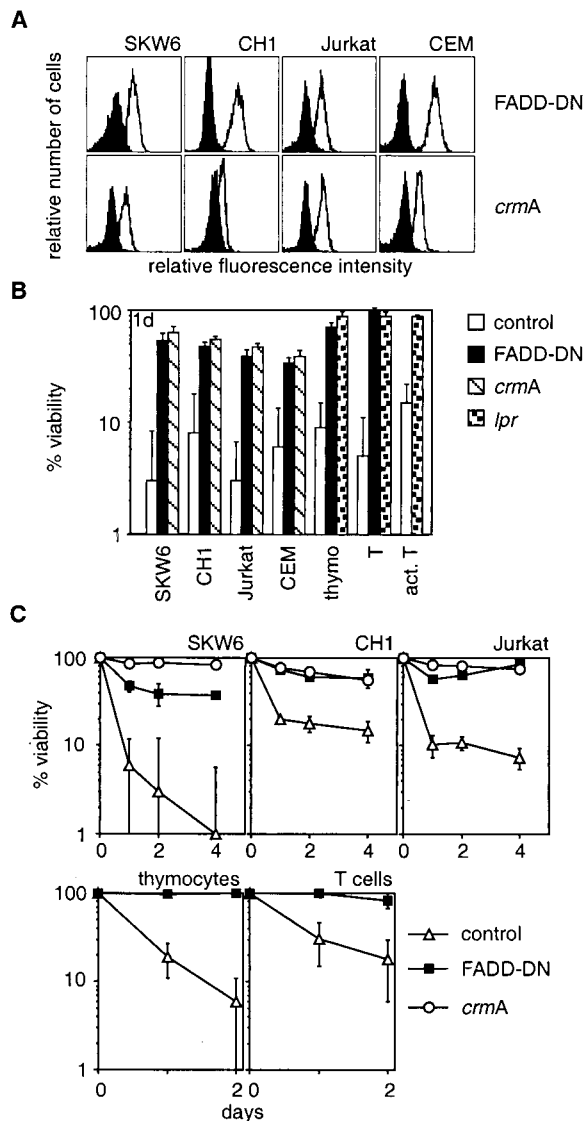 A
SKW6 CH1 Jurkat CEM
relative number of cells
FADD-DN
crmA
relative fluorescence intensity
B
% viability
100
10
1
1d
SKW6
CH1
Jurkat
CEM
thymo
T
act. T
control
FADD-DN
crmA
lpr
C
SKW6 CH1 Jurkat
% viability
100
10
1
0 2 4 0 2 4 0 2 4
thymocytes T cells
100
10
1
0 1 2 0 1 2
days
control
FADD-DN
crmA